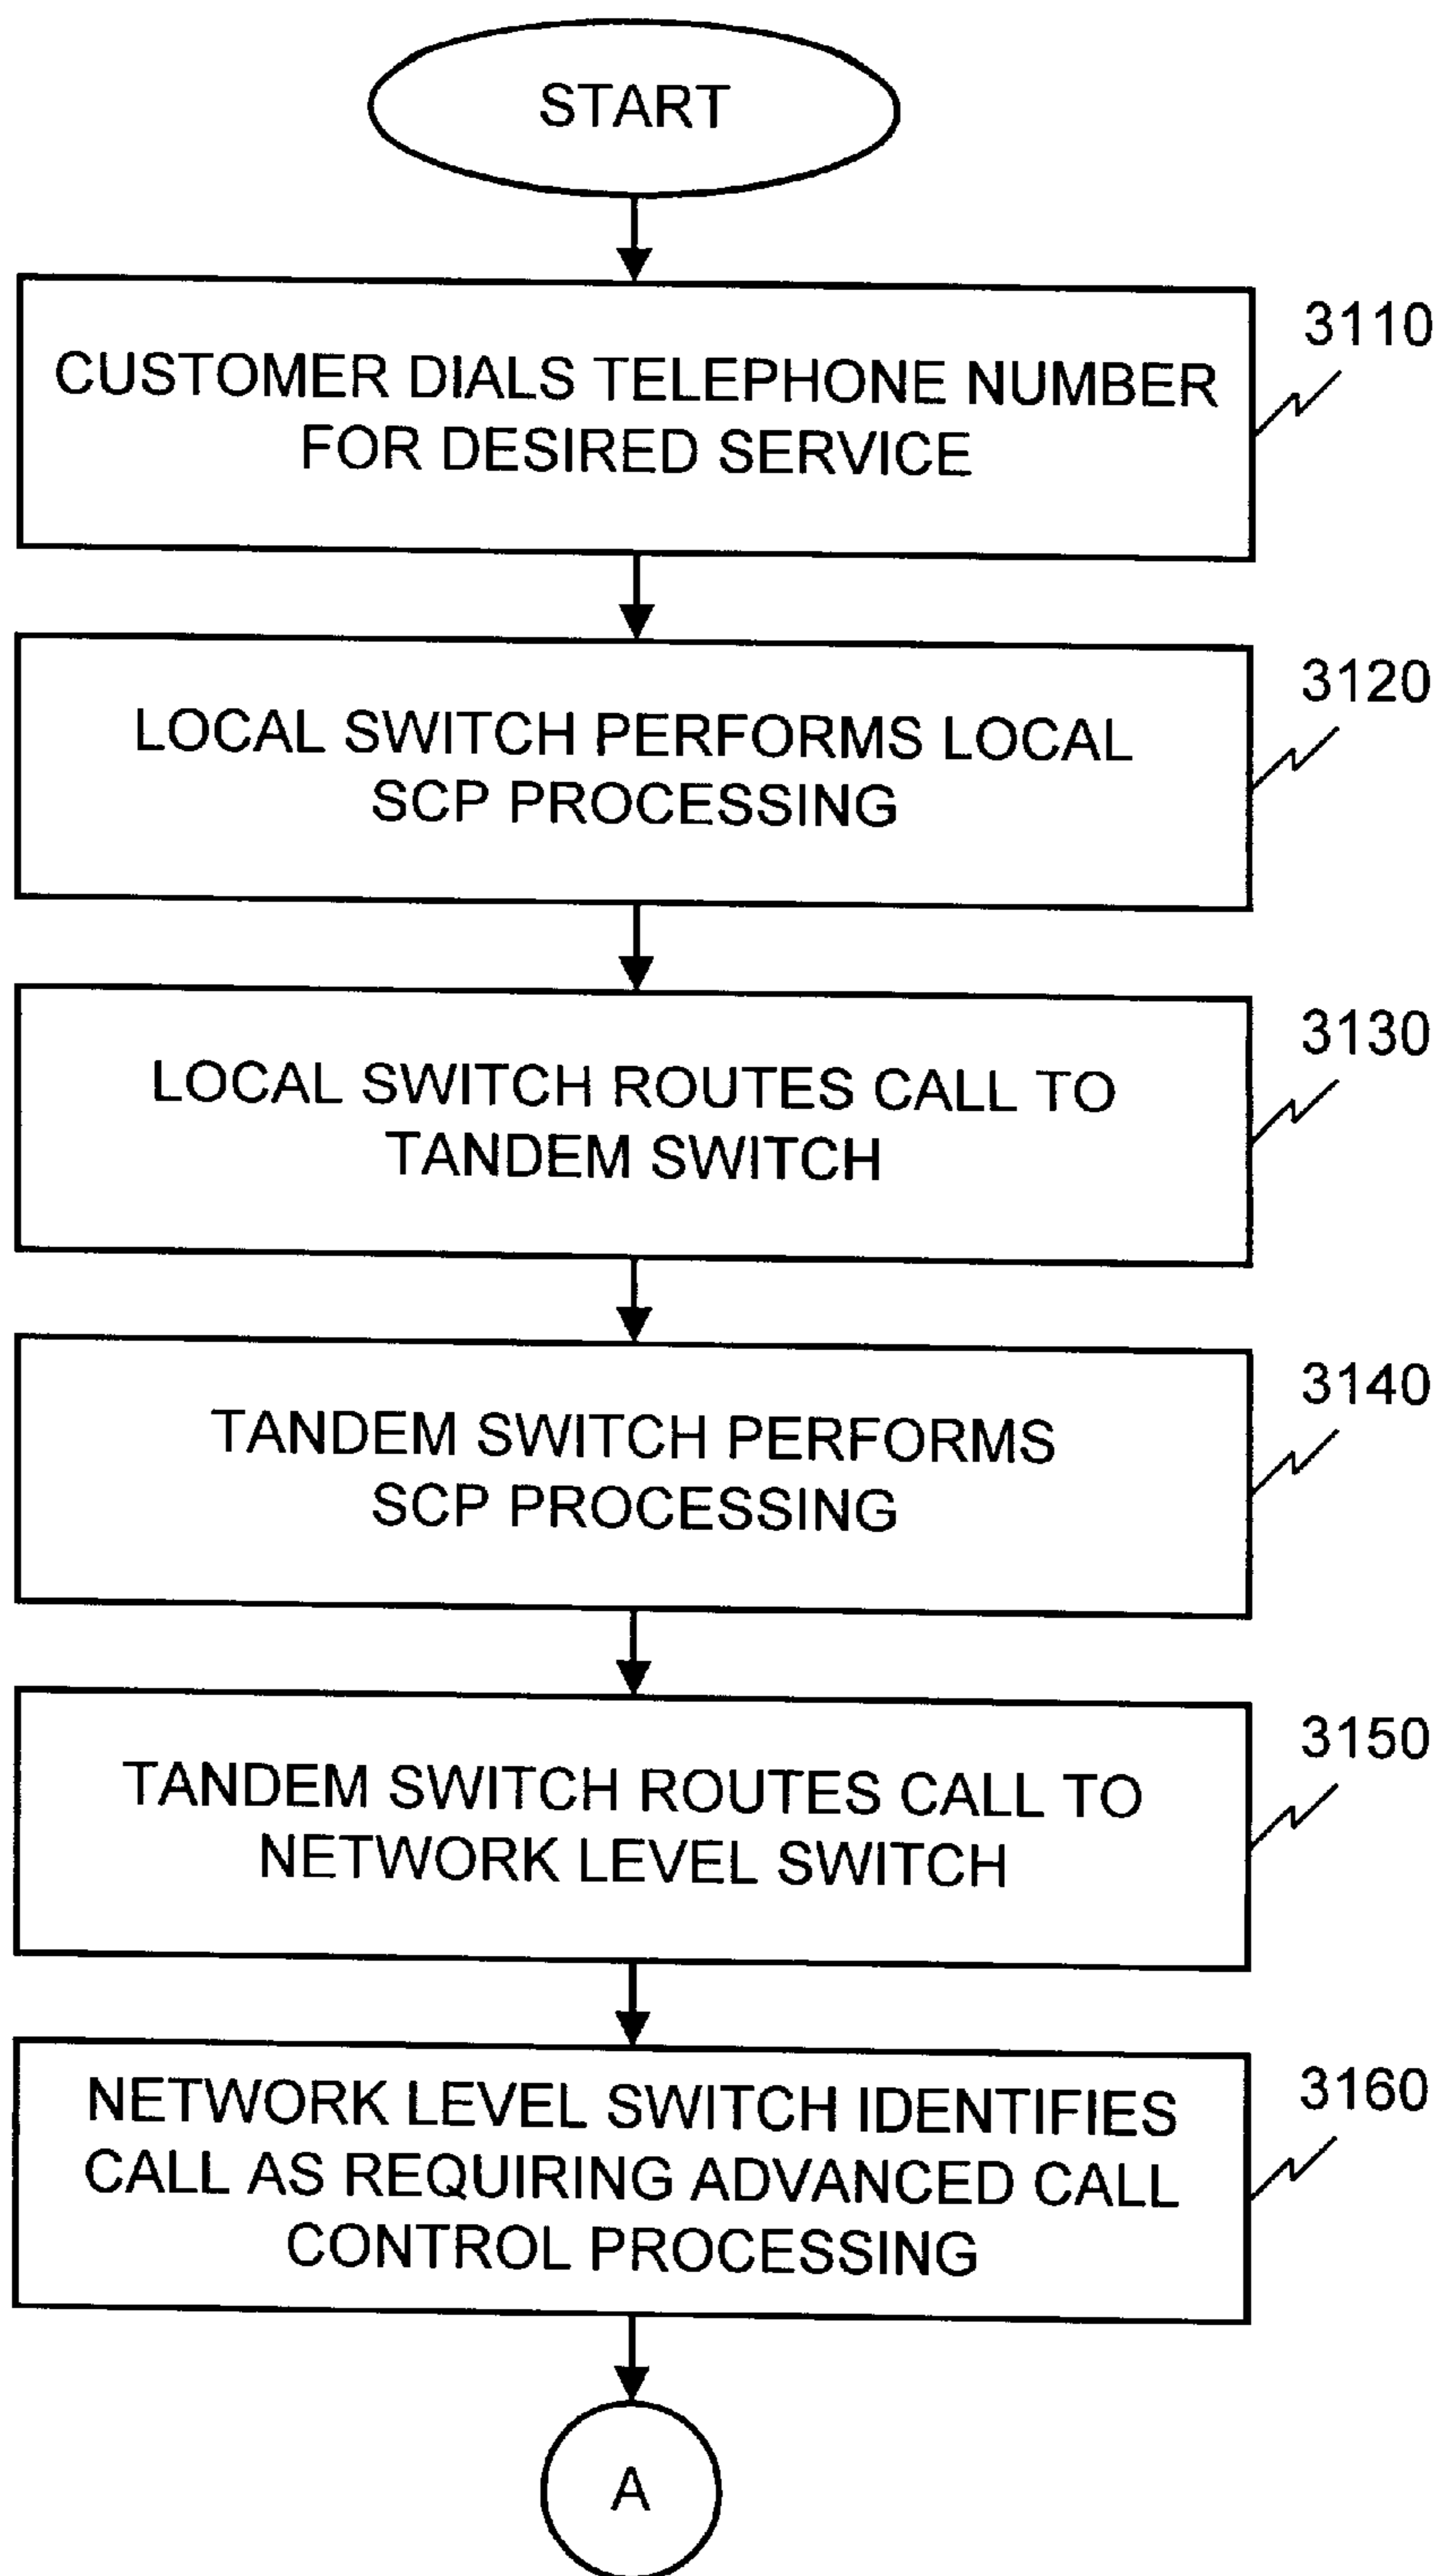 START
3110
CUSTOMER DIALS TELEPHONE NUMBER
FOR DESIRED SERVICE
3120
LOCAL SWITCH PERFORMS LOCAL
SCP PROCESSING
3130
LOCAL SWITCH ROUTES CALL TO
TANDEM SWITCH
3140
TANDEM SWITCH PERFORMS
SCP PROCESSING
3150
TANDEM SWITCH ROUTES CALL TO
NETWORK LEVEL SWITCH
3160
NETWORK LEVEL SWITCH IDENTIFIES
CALL AS REQUIRING ADVANCED CALL
CONTROL PROCESSING
A